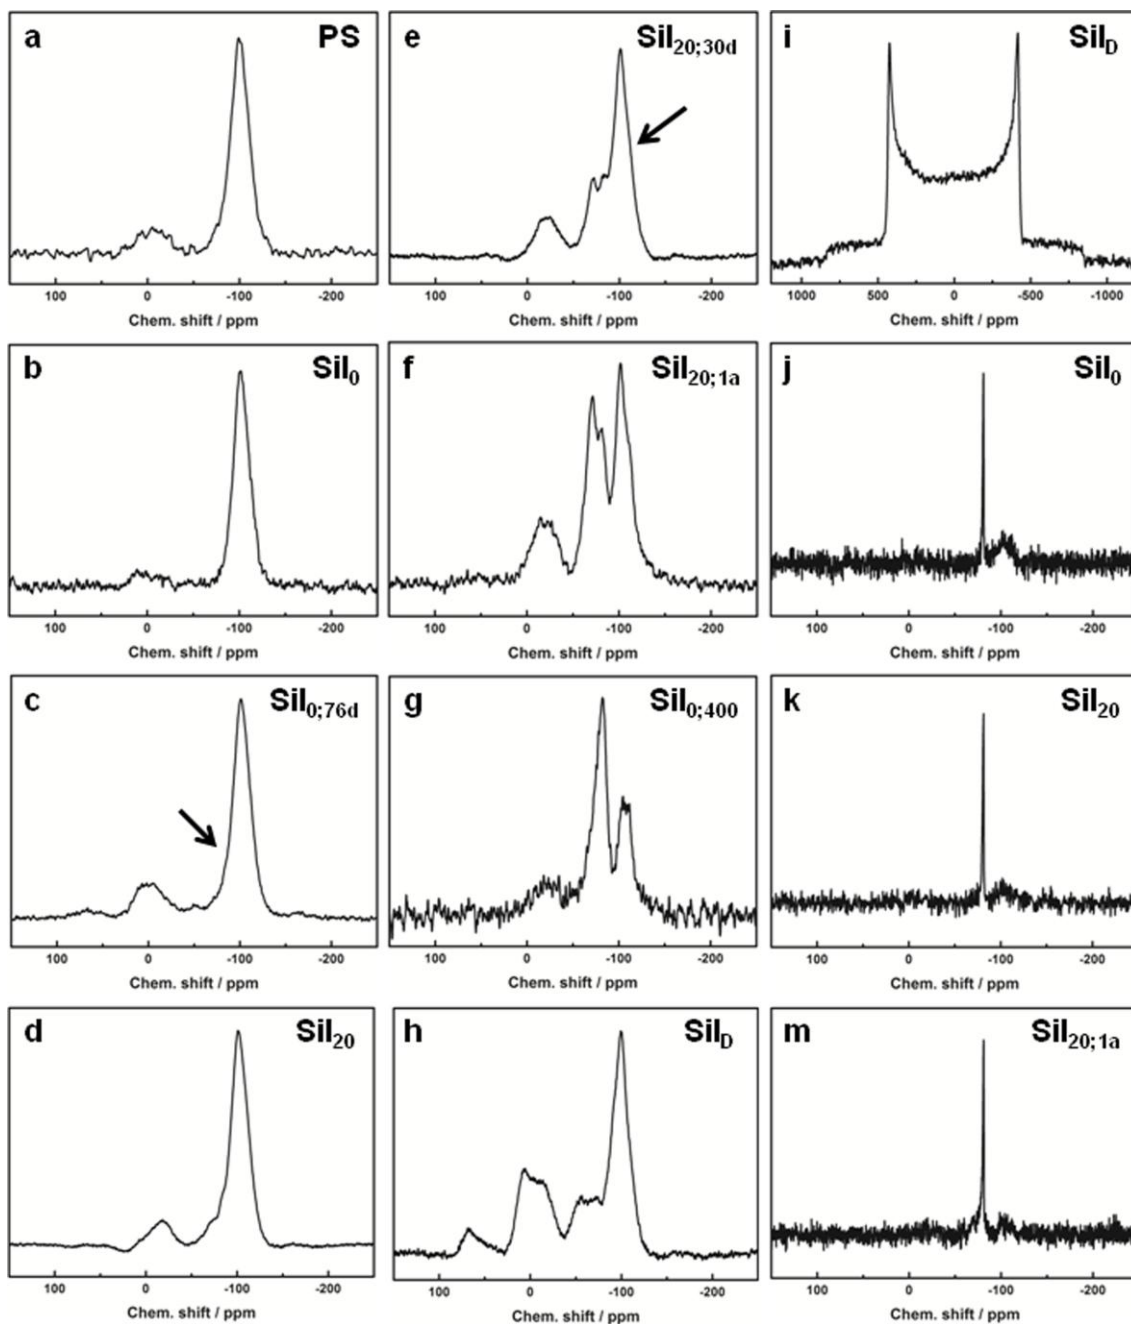 a PS
100 0 -100 -200
Chem. shift / ppm
e Sil20;30d
100 0 -100 -200
Chem. shift / ppm
i SilD
1000 500 0 -500 -1000
Chem. shift / ppm
b Sil0
100 0 -100 -200
Chem. shift / ppm
f Sil20;1a
100 0 -100 -200
Chem. shift / ppm
j Sil0
100 0 -100 -200
Chem. shift / ppm
c Sil0;76d
100 0 -100 -200
Chem. shift / ppm
g Sil0;400
100 0 -100 -200
Chem. shift / ppm
k Sil20
100 0 -100 -200
Chem. shift / ppm
d Sil20
100 0 -100 -200
Chem. shift / ppm
h SilD
100 0 -100 -200
Chem. shift / ppm
m Sil20;1a
100 0 -100 -200
Chem. shift / ppm